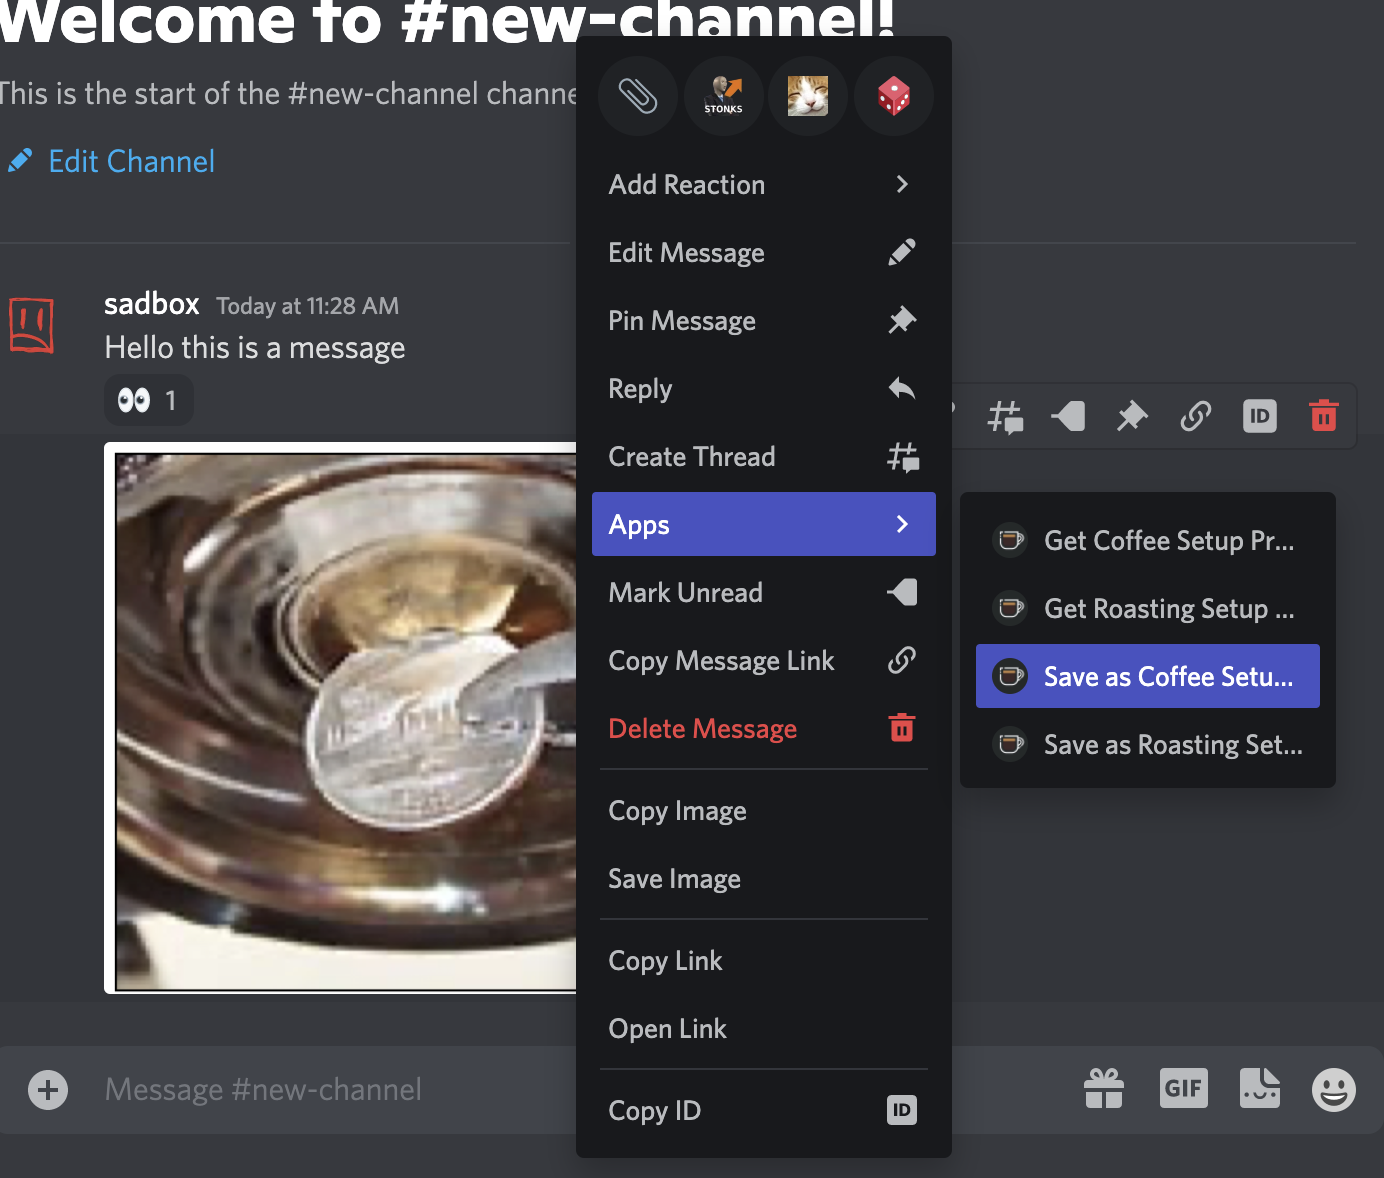 Welcome to #new-channel!
This is the start of the #new-channel channe
Edit Channel
sadbox Today at 11:28 AM
Hello this is a message
1
STONKS
Add Reaction
Edit Message
Pin Message
Reply
Create Thread
Apps
Mark Unread
Copy Message Link
Delete Message
Copy Image
Save Image
Copy Link
Open Link
Copy ID
ID
ID
Get Coffee Setup Pr...
Get Roasting Setup ...
Save as Coffee Setu...
Save as Roasting Set...
Message #new-channel
GIF